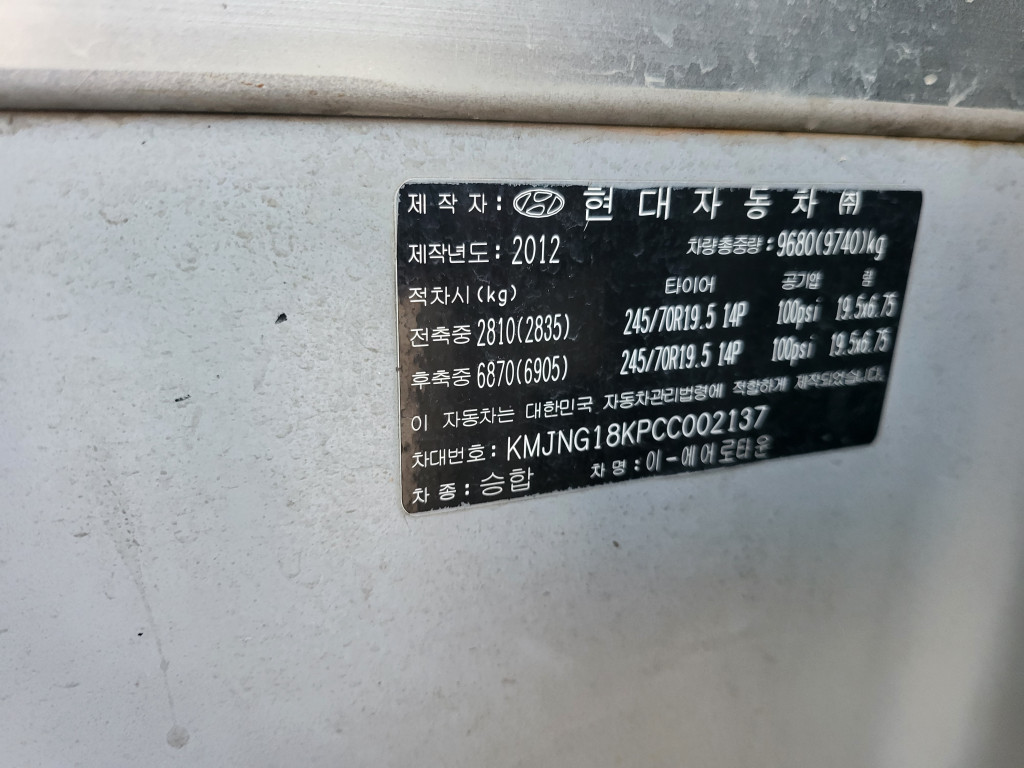 제 작 자 : 현 대 자 동 차 ㈜
제작년도 : 2012 차량총중량 : 9680(9740)kg
적차시(kg) 타이어 공기압 림
전축중 2810(2835) 245/70R19.5 14P 100psi 19.5x6.75
후축중 6870(6905) 245/70R19.5 14P 100psi 19.5x6.75
이 자동차는 대한민국 자동차관리법령에 적합하게 제작되었습니다.
차대번호 : KMJNG18KPCC002137
차 종 : 승합 차 명 : 이-에어로타운